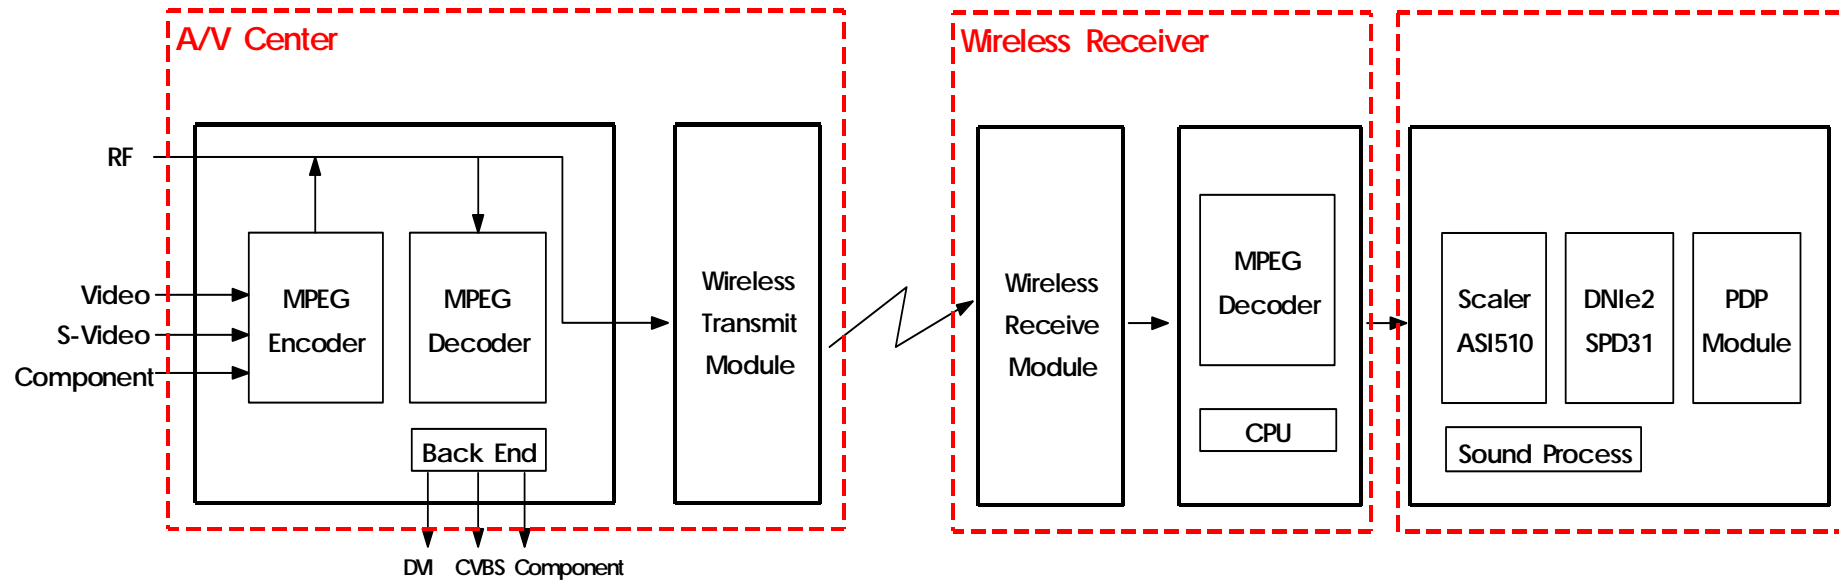 A/V Center
Wireless Receiver
RF
Video
S-Video
Component
MPEG
Encoder
MPEG
Decoder
Back End
DVI
CVBS
Component
Wireless
Transmit
Module
Wireless
Receive
Module
MPEG
Decoder
CPU
Scaler
ASI510
DNIe2
SPD31
PDP
Module
Sound Process